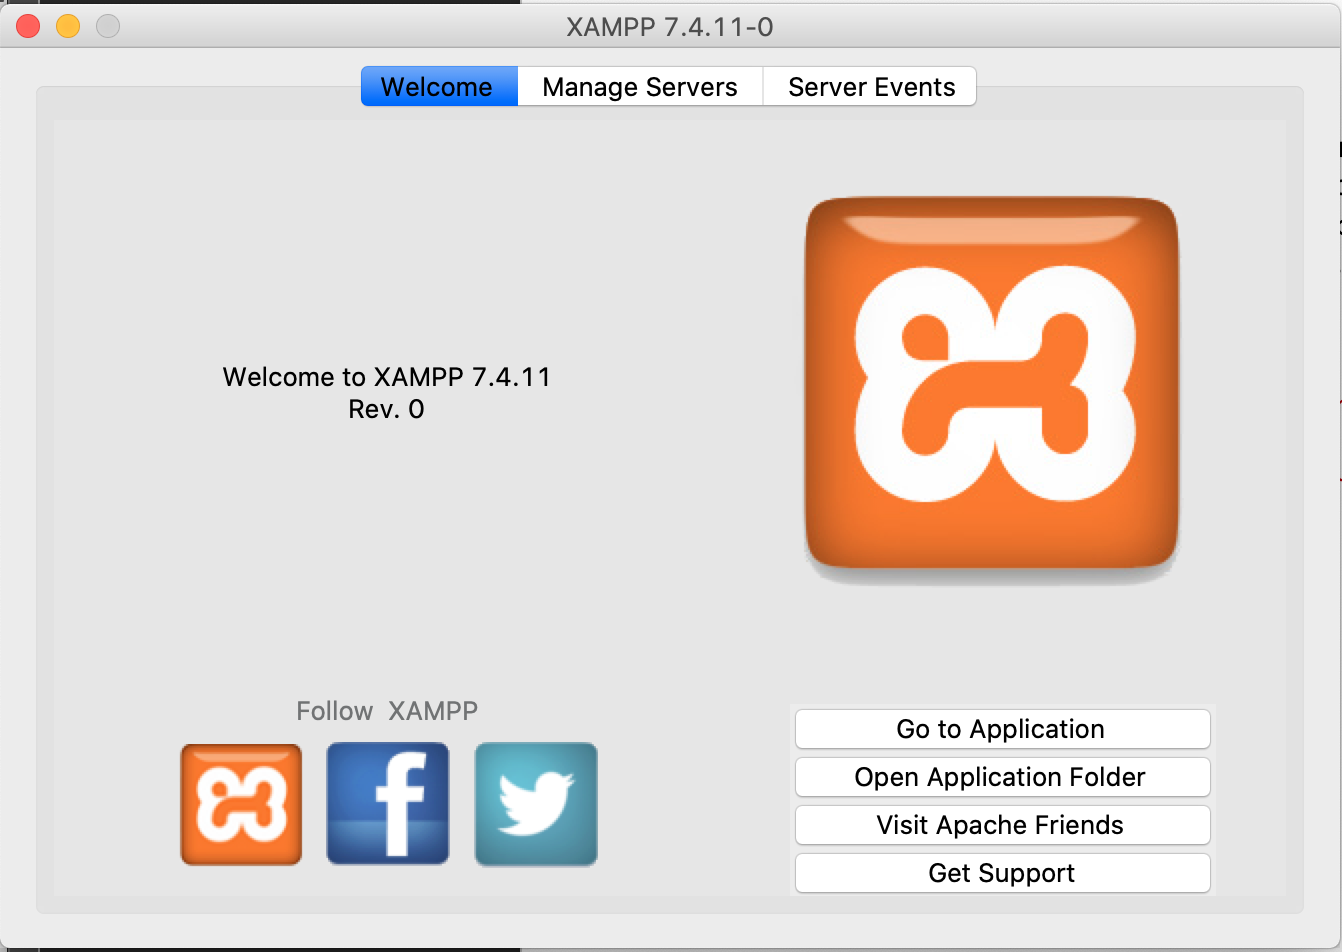 XAMPP 7.4.11-0
Welcome
Manage Servers
Server Events
Welcome to XAMPP 7.4.11
Rev. 0
Follow XAMPP
Go to Application
Open Application Folder
Visit Apache Friends
Get Support